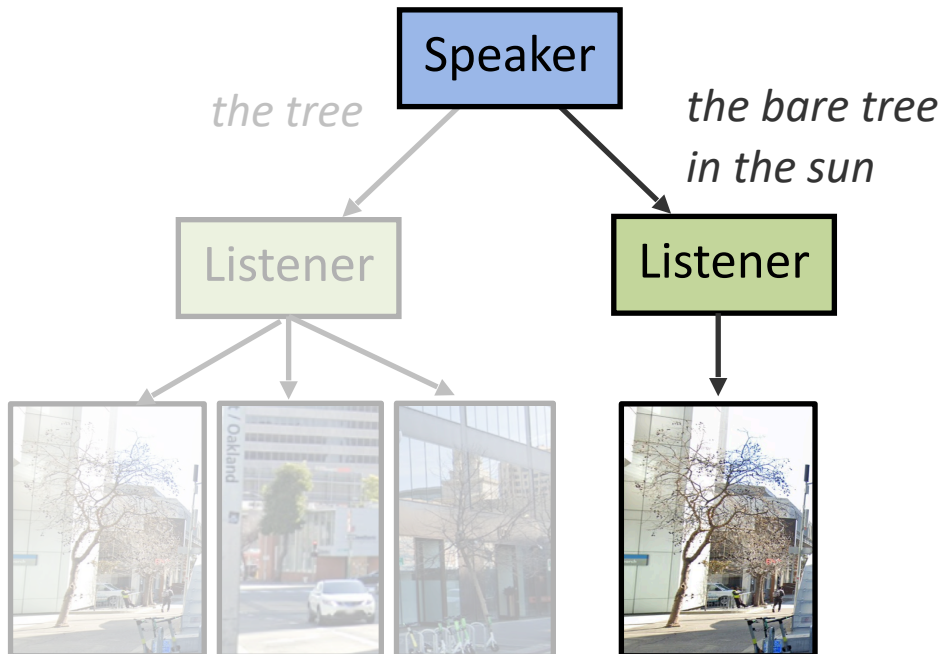 Speaker
the tree
the bare tree
in the sun
Listener
Listener
/ Oakland